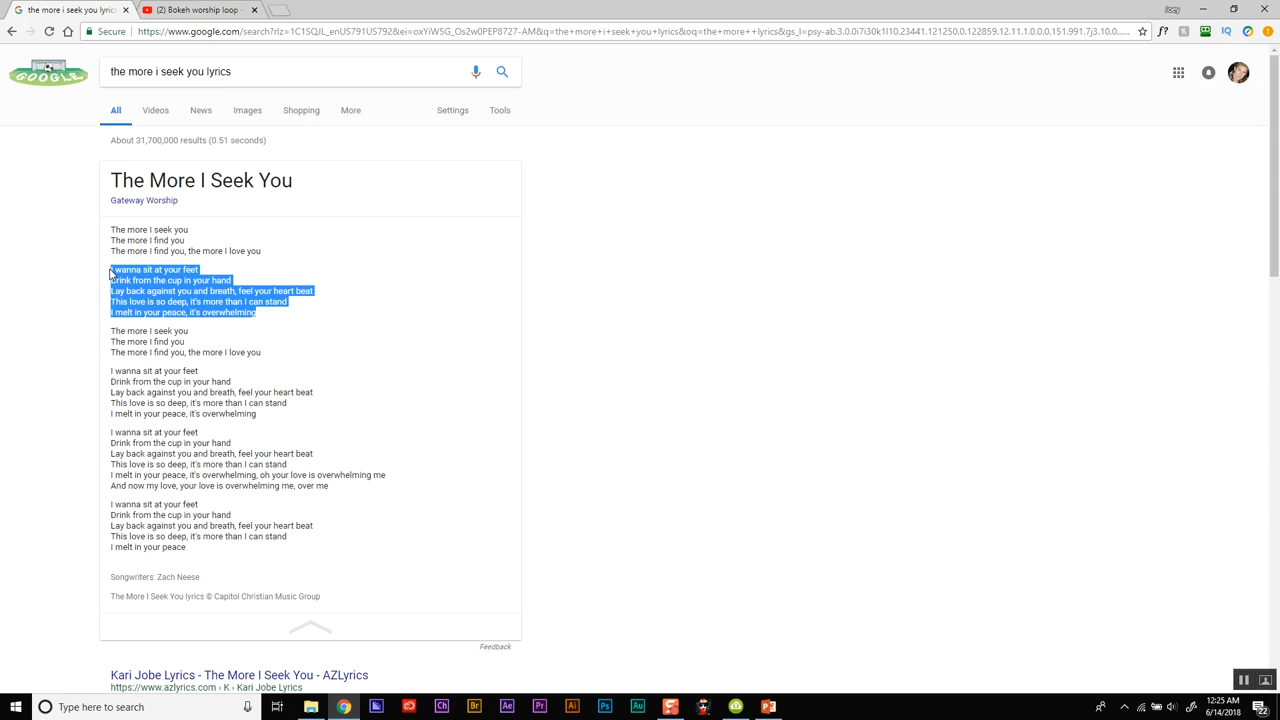 the more i seek you lyrics
(2) Bokeh worship loop -
Secure
https://www.google.com/search?rlz=1C1SQJL_enUS791US792&ei=oxYiW5G_Os2w0PEP8727-AM&q=the+more+i+seek+you+lyrics&oq=the+more++lyrics&gs_l=psy-ab.3.0.0i7i30k1l10.23441.121250.0.122859.12.11.1.0.0.0.151.991.7j3.10.0.....
GOOGLE
the more i seek you lyrics
All Videos News Images Shopping More Settings Tools
About 31,700,000 results (0.51 seconds)
The More I Seek You
Gateway Worship
The more I seek you
The more I find you
The more I find you, the more I love you
I wanna sit at your feet
Drink from the cup in your hand
Lay back against you and breath, feel your heart beat
This love is so deep, it's more than I can stand
I melt in your peace, it's overwhelming
The more I seek you
The more I find you
The more I find you, the more I love you
I wanna sit at your feet
Drink from the cup in your hand
Lay back against you and breath, feel your heart beat
This love is so deep, it's more than I can stand
I melt in your peace, it's overwhelming
I wanna sit at your feet
Drink from the cup in your hand
Lay back against you and breath, feel your heart beat
This love is so deep, it's more than I can stand
I melt in your peace, it's overwhelming, oh your love is overwhelming me
And now my love, your love is overwhelming me, over me
I wanna sit at your feet
Drink from the cup in your hand
Lay back against you and breath, feel your heart beat
This love is so deep, it's more than I can stand
I melt in your peace
Songwriters: Zach Neese
The More I Seek You lyrics © Capitol Christian Music Group
Feedback
Kari Jobe Lyrics - The More I Seek You - AZLyrics
https://www.azlyrics.com › K › Kari Jobe Lyrics
Type here to search
Ch Br Ae Pr Ai Ps Au
12:25 AM
6/14/2018
22